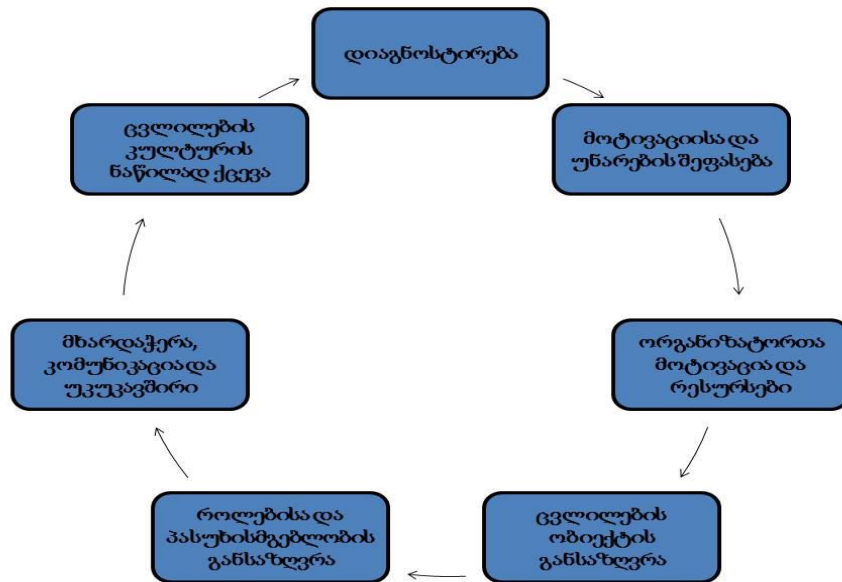 დიაგნოსტირება
მოტივაციისა და
უნარების შეფასება
ორგანიზატორთა
მოტივაცია და
რესურსები
ცვლილების
ობიექტის
განსაზღვრა
როლებისა და
პასუხისმგებლობის
განსაზღვრა
მხარდაჭერა,
კომუნიკაცია და
უკუკავშირი
ცვლილების
კულტურის
ნაწილად ქცევა